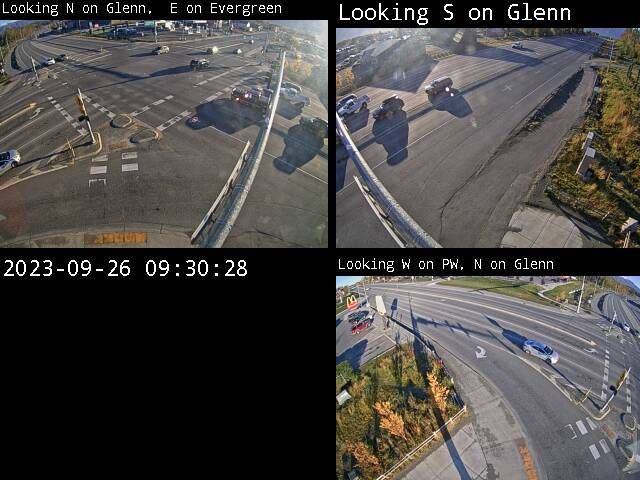 Looking N on Glenn,  E on Evergreen
Looking S on Glenn
2023-09-26 09:30:28
Looking W on PW, N on Glenn